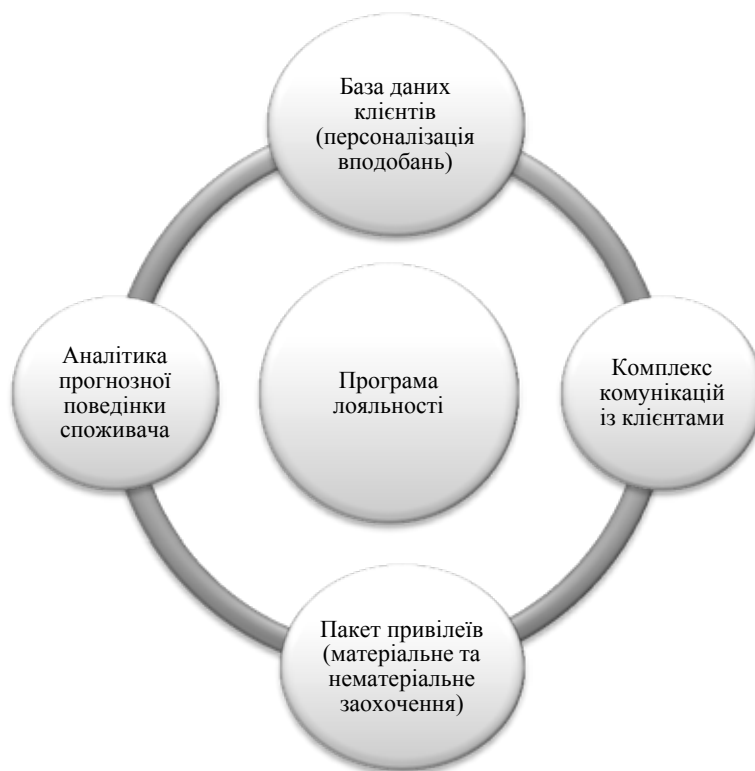 База даних
клієнтів
(персоналізація
вподобань)
Аналітика
прогнозної
поведінки
споживача
Програма
лояльності
Комплекс
комунікацій
із клієнтами
Пакет привілеїв
(матеріальне та
нематеріальне
заохочення)